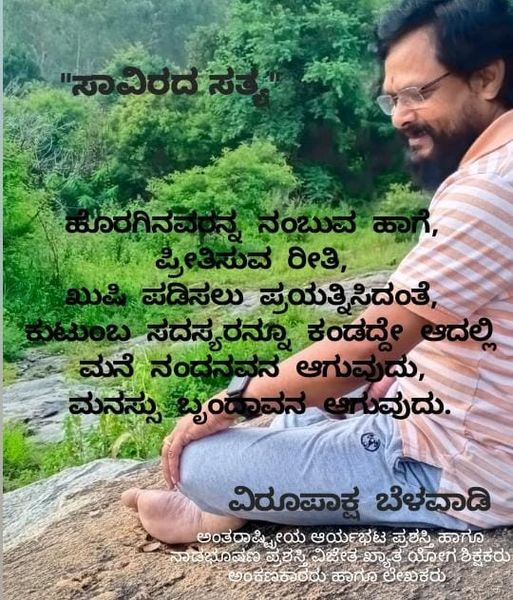 "ಸಾವಿರದ ಸತ್ಯ"
ಹೊರಗಿನವರನ್ನ ನಂಬುವ ಹಾಗೆ,
ಪ್ರೀತಿಸುವ ರೀತಿ,
ಖುಷಿ ಪಡಿಸಲು ಪ್ರಯತ್ನಿಸಿದಂತೆ,
ಕುಟುಂಬ ಸದಸ್ಯರನ್ನೂ ಕಂಡದ್ದೇ ಆದಲ್ಲಿ
ಮನೆ ನಂದನವನ ಆಗುವುದು,
ಮನಸ್ಸು ಬೃಂದಾವನ ಆಗುವುದು.
ವಿರೂಪಾಕ್ಷ ಬೆಳವಾಡಿ
ಅಂತರಾಷ್ಟ್ರೀಯ ಆರ್ಯಭಟ ಪ್ರಶಸ್ತಿ ಹಾಗೂ
ನಾಡಭೂಷಣ ಪ್ರಶಸ್ತಿ ವಿಜೇತ ಖ್ಯಾತ ಯೋಗ ಶಿಕ್ಷಕರು
ಅಂಕಣಕಾರರು ಹಾಗೂ ಲೇಖಕರು